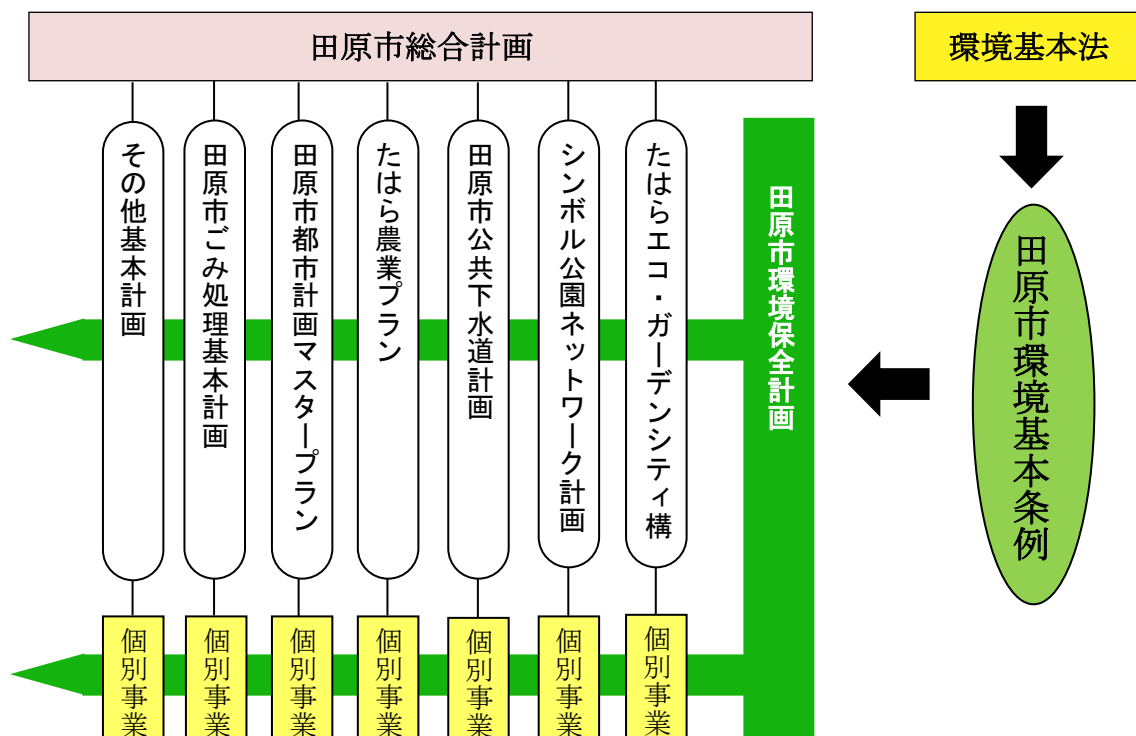 田原市総合計画
環境基本法
たはらエコ・ガーデンシティ構
シンボル公園ネットワーク計画
田原市公共下水道計画
たはら農業プラン
田原市都市計画マスタープラン
田原市ごみ処理基本計画
その他基本計画
田原市環境保全計画
田原市環境基本条例
個別事業
個別事業
個別事業
個別事業
個別事業
個別事業
個別事業